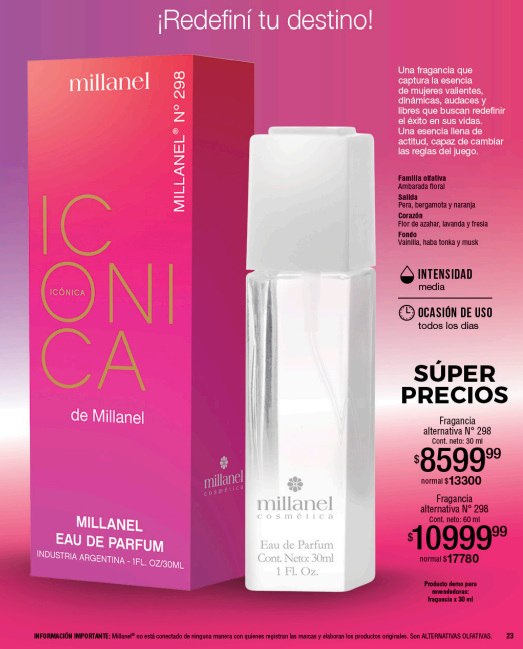 ¡Redefiní tu destino!
millanel
MILLANEL® N° 298
IC
ONI
CA
ICÓNICA
de Millanel
millanel
cosmética
MILLANEL
EAU DE PARFUM
INDUSTRIA ARGENTINA - 1FL. OZ/30ML
millanel
cosmética
Eau de Parfum
Cont. Neto: 30ml
1 Fl. Oz.
Una fragancia que
captura la esencia
de mujeres valientes,
dinámicas, audaces y
libres que buscan redefinir
el éxito en sus vidas.
Una esencia llena de
actitud, capaz de cambiar
las reglas del juego.
Familia olfativa
Ambarada floral
Salida
Pera, bergamota y naranja
Corazón
Flor de azahar, lavanda y fresia
Fondo
Vainilla, haba tonka y musk
INTENSIDAD
media
OCASIÓN DE USO
todos los días
SÚPER
PRECIOS
Fragancia
alternativa N° 298
Cont. neto: 30 ml
$859999
normal $13300
Fragancia
alternativa N° 298
Cont. neto: 60 ml
$1099999
normal $17780
Producto demo para
revendedoras:
fragancia x 30 ml
INFORMACIÓN IMPORTANTE: Millanel® no está conectado de ninguna manera con quienes registran las marcas y elaboran los productos originales. Son ALTERNATIVAS OLFATIVAS.
23